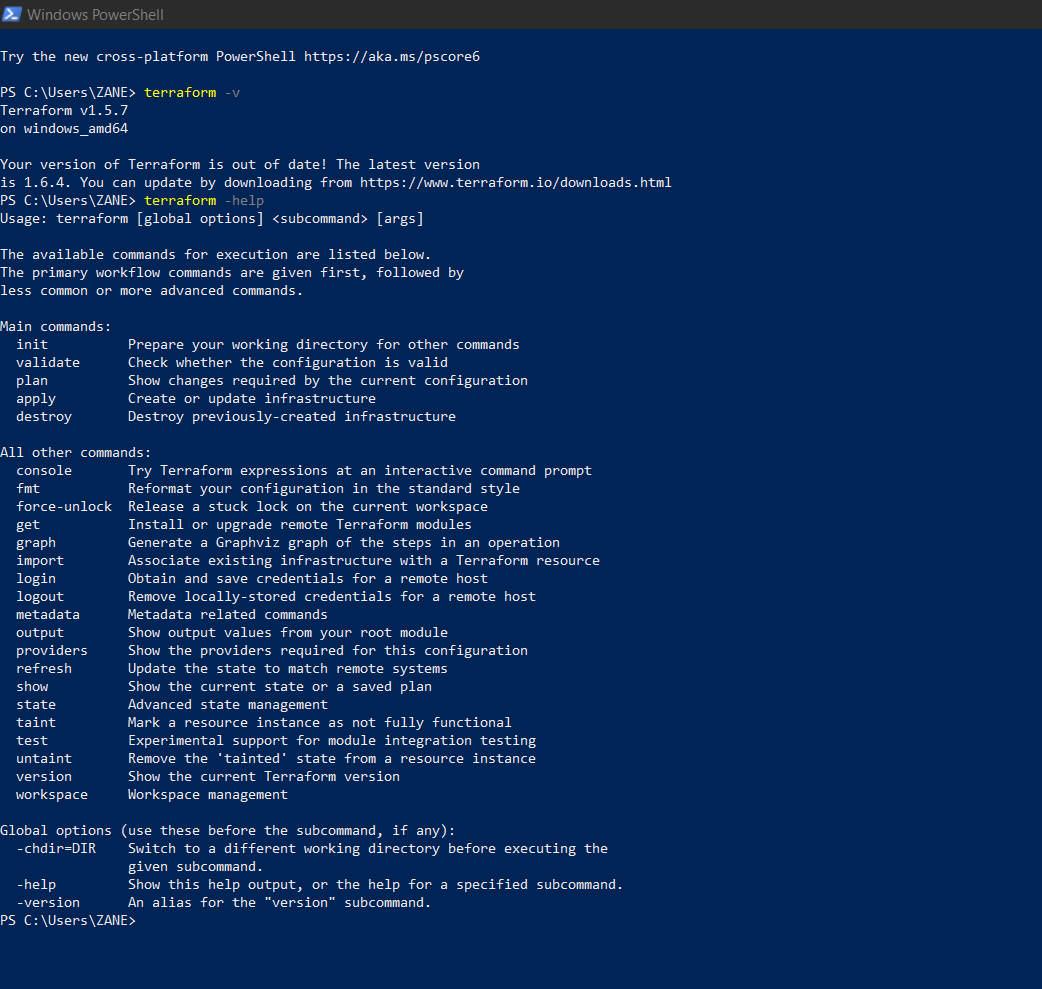 Windows PowerShell
Try the new cross-platform PowerShell https://aka.ms/pscore6
PS C:\Users\ZANE> terraform -v
Terraform v1.5.7
on windows_amd64
Your version of Terraform is out of date! The latest version
is 1.6.4. You can update by downloading from https://www.terraform.io/downloads.html
PS C:\Users\ZANE> terraform -help
Usage: terraform [global options] <subcommand> [args]
The available commands for execution are listed below.
The primary workflow commands are given first, followed by
less common or more advanced commands.
Main commands:
  init          Prepare your working directory for other commands
  validate      Check whether the configuration is valid
  plan          Show changes required by the current configuration
  apply         Create or update infrastructure
  destroy       Destroy previously-created infrastructure
All other commands:
  console       Try Terraform expressions at an interactive command prompt
  fmt           Reformat your configuration in the standard style
  force-unlock  Release a stuck lock on the current workspace
  get           Install or upgrade remote Terraform modules
  graph         Generate a Graphviz graph of the steps in an operation
  import        Associate existing infrastructure with a Terraform resource
  login         Obtain and save credentials for a remote host
  logout        Remove locally-stored credentials for a remote host
  metadata      Metadata related commands
  output        Show output values from your root module
  providers     Show the providers required for this configuration
  refresh       Update the state to match remote systems
  show          Show the current state or a saved plan
  state         Advanced state management
  taint         Mark a resource instance as not fully functional
  test          Experimental support for module integration testing
  untaint       Remove the 'tainted' state from a resource instance
  version       Show the current Terraform version
  workspace     Workspace management
Global options (use these before the subcommand, if any):
  -chdir=DIR    Switch to a different working directory before executing the
                given subcommand.
  -help         Show this help output, or the help for a specified subcommand.
  -version      An alias for the "version" subcommand.
PS C:\Users\ZANE>